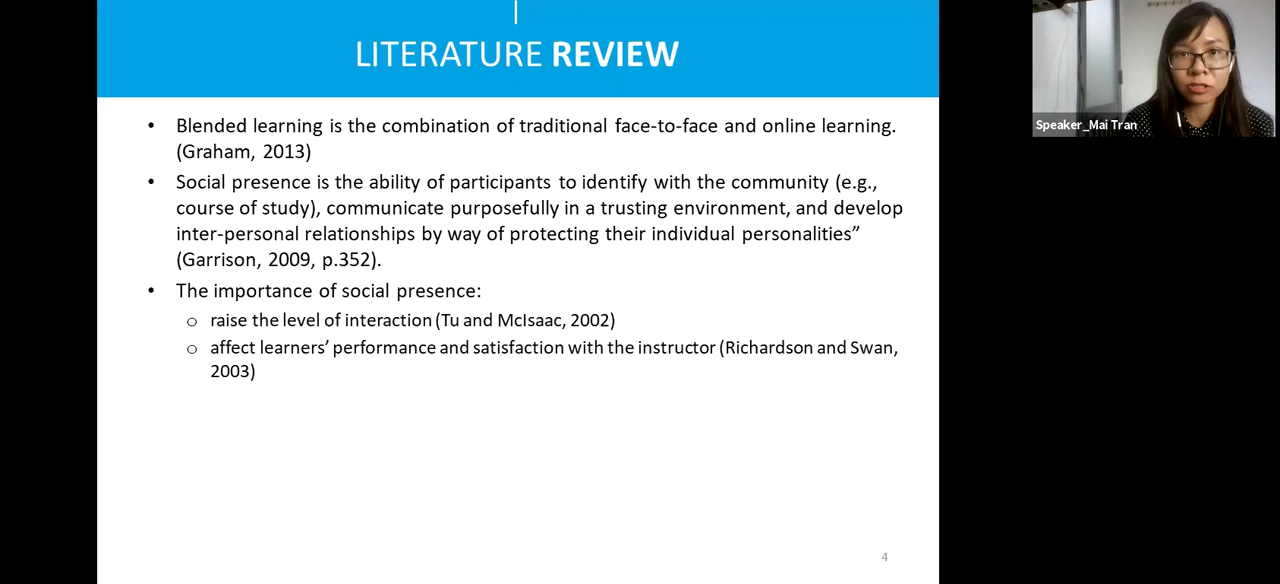 LITERATURE REVIEW
• Blended learning is the combination of traditional face-to-face and online learning.
(Graham, 2013)
• Social presence is the ability of participants to identify with the community (e.g.,
course of study), communicate purposefully in a trusting environment, and develop
inter-personal relationships by way of protecting their individual personalities”
(Garrison, 2009, p.352).
• The importance of social presence:
o raise the level of interaction (Tu and McIsaac, 2002)
o affect learners’ performance and satisfaction with the instructor (Richardson and Swan,
2003)
4
Speaker_Mai Tran